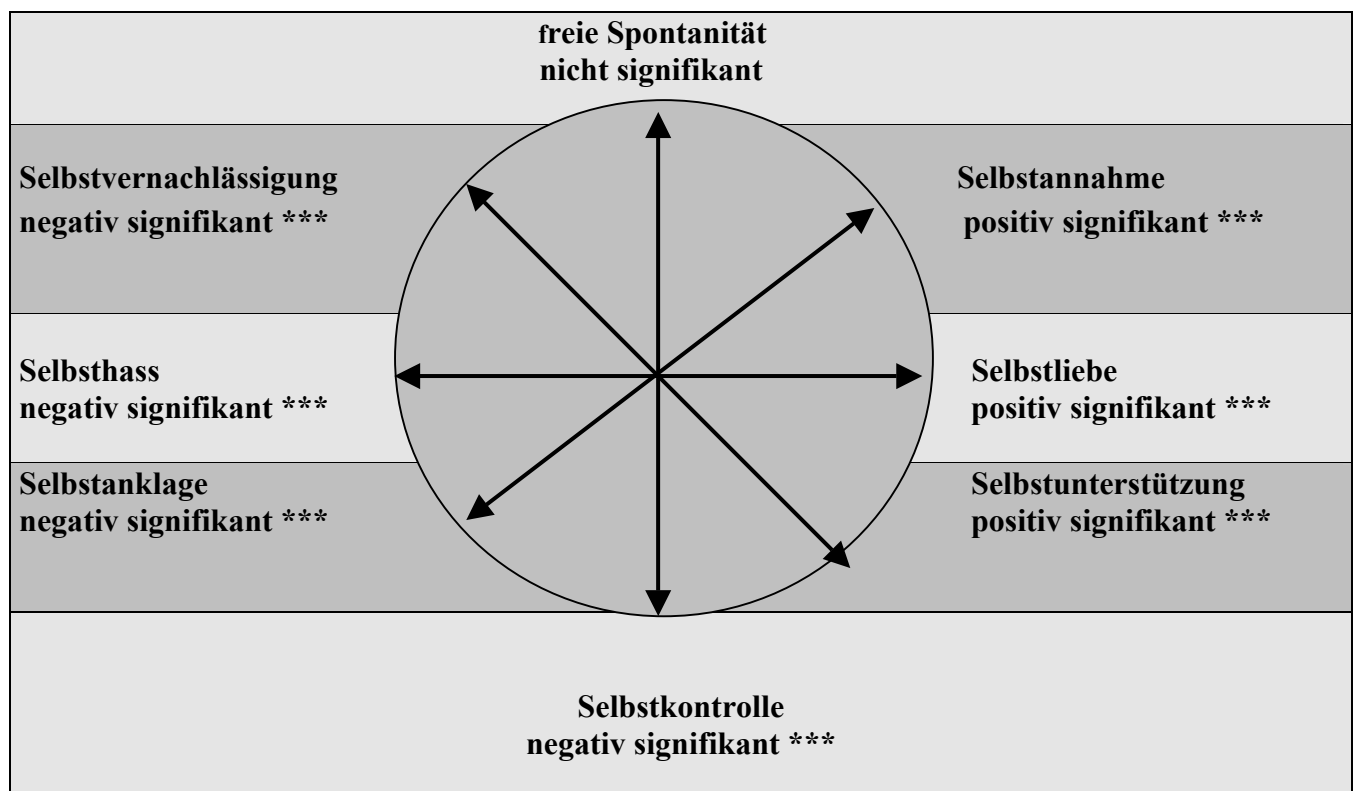 freie Spontanität
nicht signifikant
Selbstvernachlässigung
negativ signifikant ***
Selbstannahme
positiv signifikant ***
Selbsthass
negativ signifikant ***
Selbstliebe
positiv signifikant ***
Selbstanklage
negativ signifikant ***
Selbstunterstützung
positiv signifikant ***
Selbstkontrolle
negativ signifikant ***